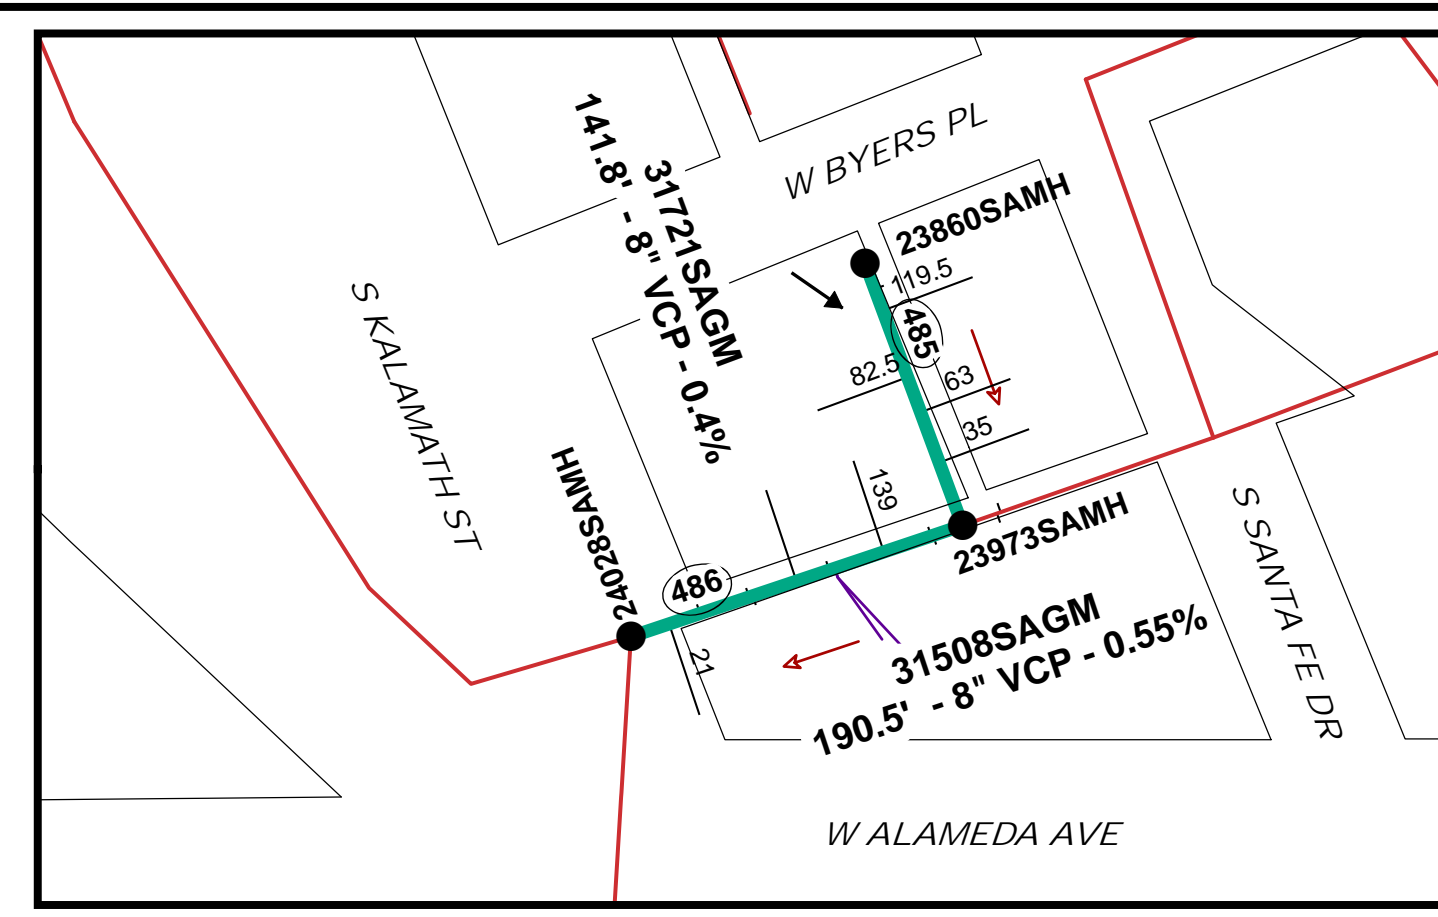 W BYERS PL
31721SAGM
141.8' - 8" VCP - 0.4%
23860SAMH
119.5
485
82.5
63
35
S KALAMATH ST
139
24028SAMH
486
23973SAMH
21
31508SAGM
190.5' - 8" VCP - 0.55%
S SANTA FE DR
W ALAMEDA AVE